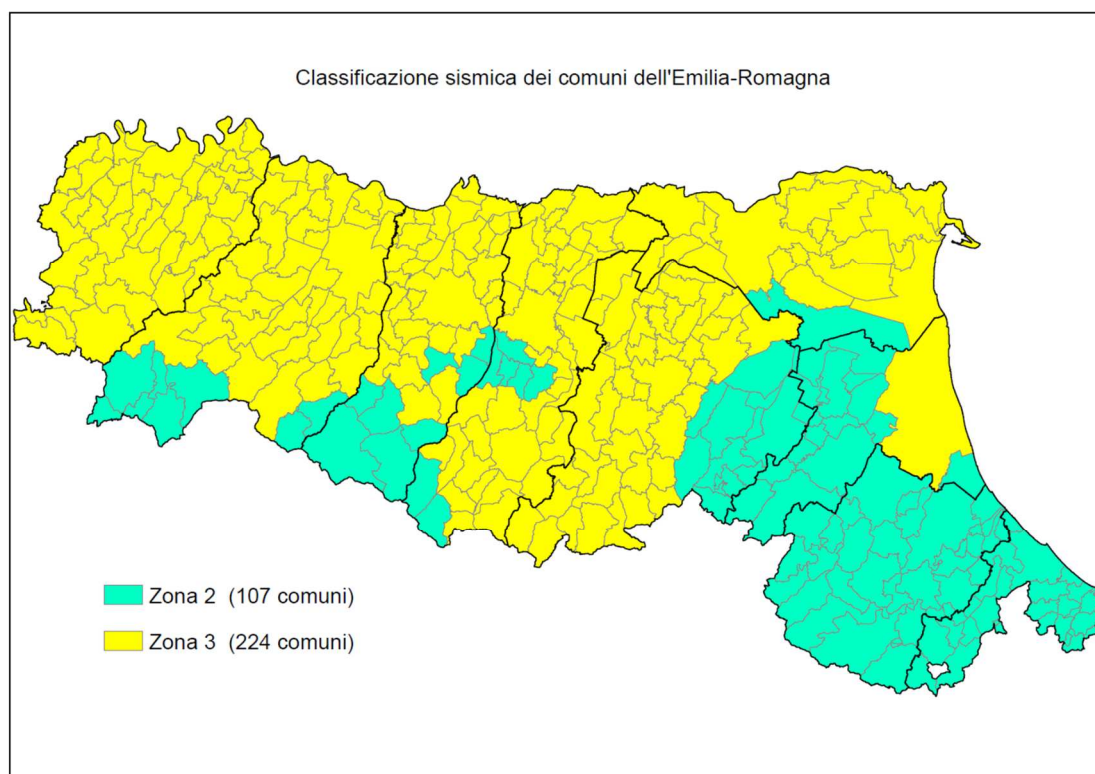 Classificazione sismica dei comuni dell'Emilia-Romagna
Zona 2 (107 comuni)
Zona 3 (224 comuni)